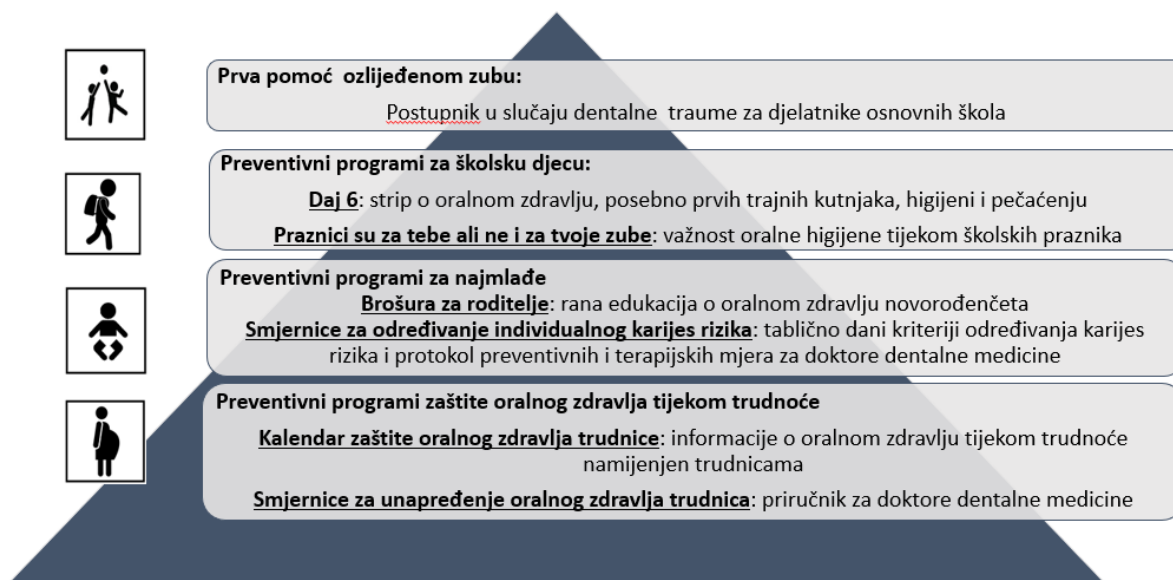 Prva pomoć ozlijeđenom zubu:
Postupnik u slučaju dentalne traume za djelatnike osnovnih škola
Preventivni programi za školsku djecu:
Daj 6: strip o oralnom zdravlju, posebno prvih trajnih kutnjaka, higijeni i pečaćenju
Praznici su za tebe ali ne i za tvoje zube: važnost oralne higijene tijekom školskih praznika
Preventivni programi za najmlađe
Brošura za roditelje: rana edukacija o oralnom zdravlju novorođenčeta
Smjernice za određivanje individualnog karijes rizika: tablično dani kriteriji određivanja karijes
rizika i protokol preventivnih i terapijskih mjera za doktore dentalne medicine
Preventivni programi zaštite oralnog zdravlja tijekom trudnoće
Kalendar zaštite oralnog zdravlja trudnice: informacije o oralnom zdravlju tijekom trudnoće
namijenjen trudnicama
Smjernice za unapređenje oralnog zdravlja trudnica: priručnik za doktore dentalne medicine